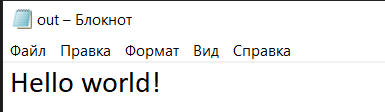 out – Блокнот
Файл Правка Формат Вид Справка
Hello world!